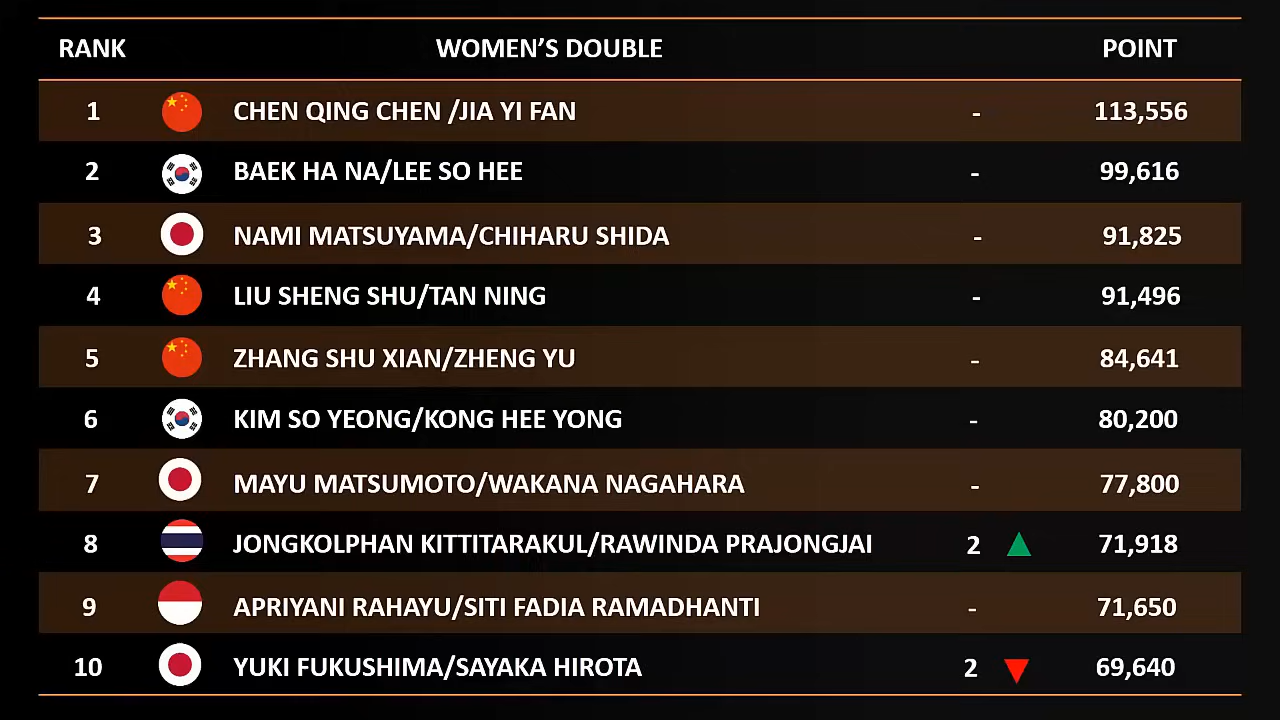 RANK WOMEN’S DOUBLE POINT
1 CHEN QING CHEN /JIA YI FAN - 113,556
2 BAEK HA NA/LEE SO HEE - 99,616
3 NAMI MATSUYAMA/CHIHARU SHIDA - 91,825
4 LIU SHENG SHU/TAN NING - 91,496
5 ZHANG SHU XIAN/ZHENG YU - 84,641
6 KIM SO YEONG/KONG HEE YONG - 80,200
7 MAYU MATSUMOTO/WAKANA NAGAHARA - 77,800
8 JONGKOLPHAN KITTITARAKUL/RAWINDA PRAJONGJAI 2 71,918
9 APRIYANI RAHAYU/SITI FADIA RAMADHANTI - 71,650
10 YUKI FUKUSHIMA/SAYAKA HIROTA 2 69,640